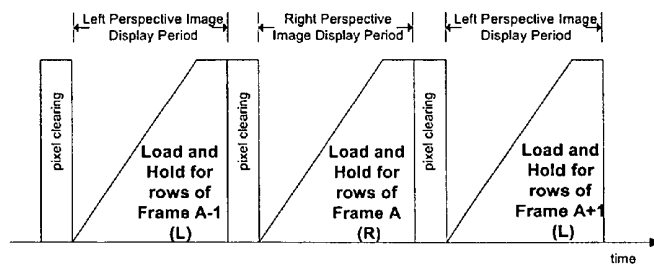 Left Perspective Image
Display Period
Right Perspective
Image Display Period
Left Perspective Image
Display Period
pixel clearing
Load and
Hold for
rows of
Frame A-1
(L)
pixel clearing
Load and
Hold for
rows of
Frame A
(R)
pixel clearing
Load and
Hold for
rows of
Frame A+1
(L)
time